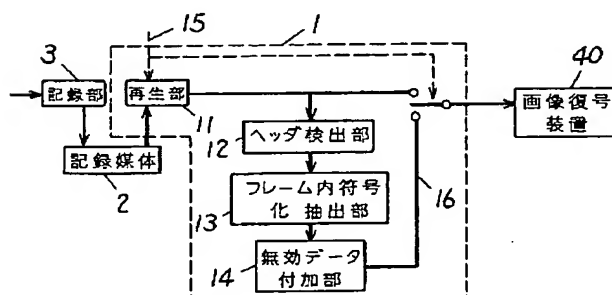 15
1
3
記録部
再生部
11
40
画像復号
装置
記録媒体
2
ヘッダ検出部
12
フレーム内符号
化 抽出部
13
16
無効データ
付加部
14